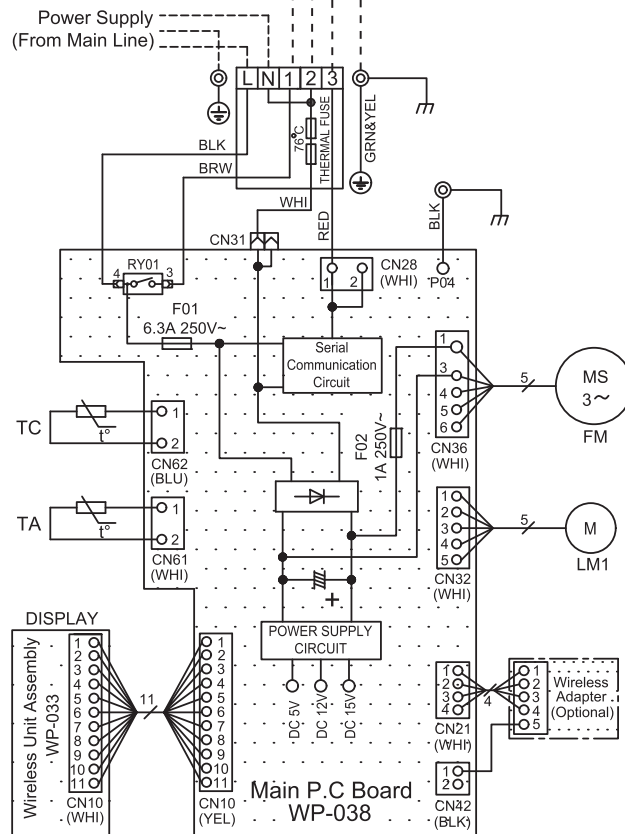 Power Supply
(From Main Line)
L N 1 2 3
76°C
THERMAL FUSE
GRN&YEL
BLK
BRW
WHI
RED
BLK
CN31
RY01
4 3
CN28
(WHI)
1 2
P04
F01
6.3A 250V~
Serial
Communication
Circuit
F02
1A 250V~
1
3
4
5
6
CN36
(WHI)
5
MS
3~
FM
TC
t°
1
2
CN62
(BLU)
TA
t°
1
2
CN61
(WHI)
1
2
3
4
5
CN32
(WHI)
5
M
LM1
+
POWER SUPPLY
CIRCUIT
DC 5V
DC 12V
DC 15V
DISPLAY
Wireless Unit Assembly
WP-033
1
2
3
4
5
6
7
8
9
10
11
CN10
(WHI)
11
1
2
3
4
5
6
7
8
9
10
11
CN10
(YEL)
Main P.C Board
WP-038
1
2
3
4
CN21
(WHI)
4
1
2
3
4
5
Wireless
Adapter
(Optional)
1
2
CN42
(BLK)